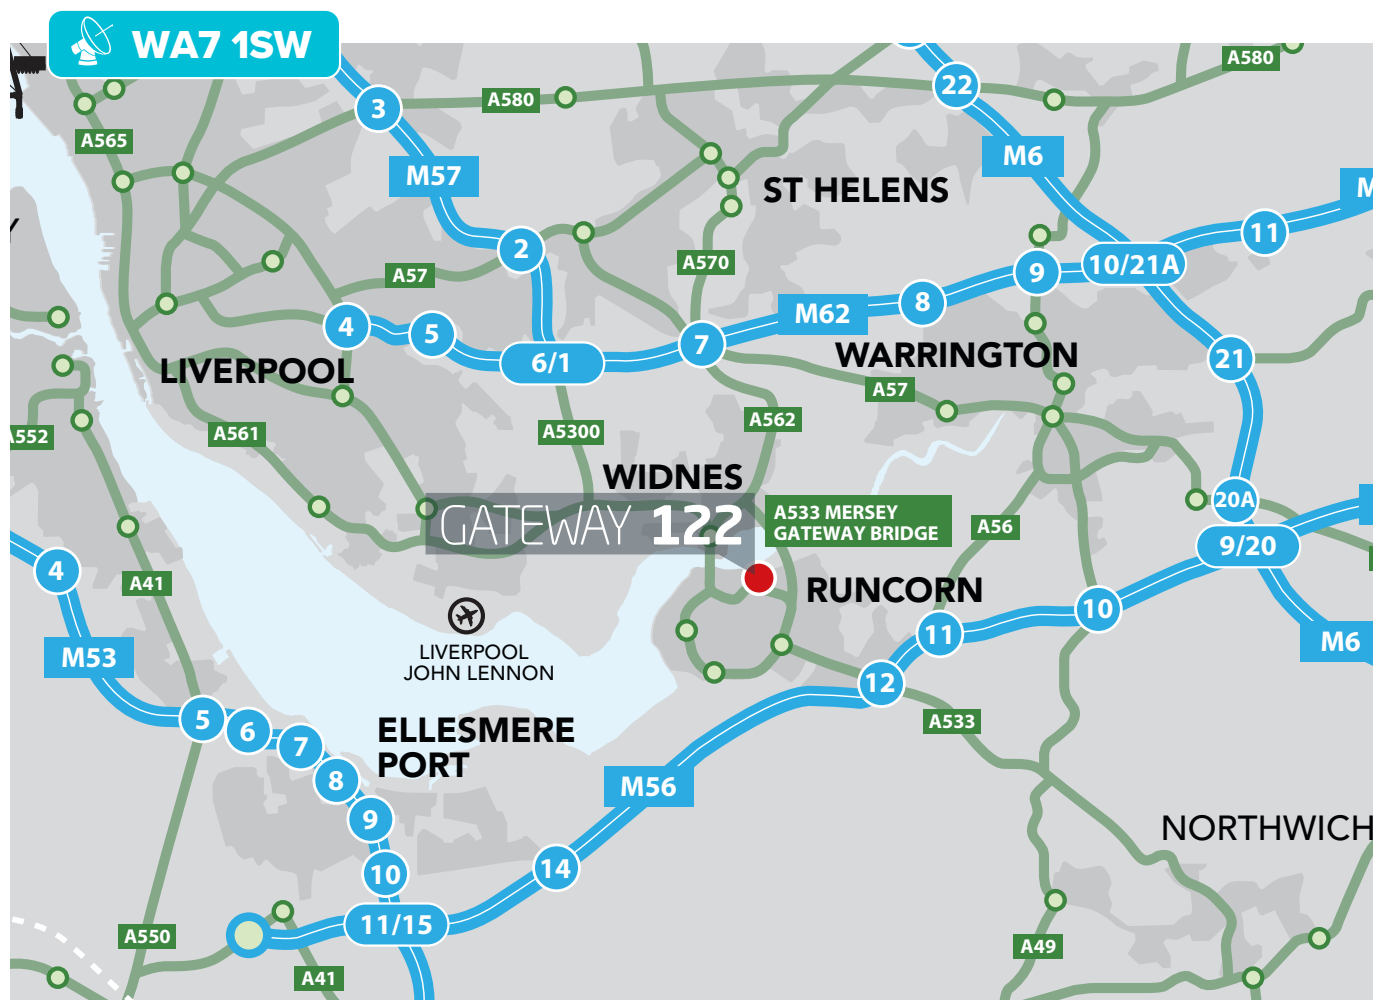 WA7 1SW
A580
22
3
A580
A565
M6
M57
ST HELENS
M
11
2
A570
10/21A
9
A57
8
M62
4
5
7
6/1
WARRINGTON
21
LIVERPOOL
A57
A562
A5300
A561
A552
WIDNES
20A
GATEWAY 122
A533 MERSEY
GATEWAY BRIDGE
A56
9/20
4
A41
RUNCORN
10
11
M6
M53
LIVERPOOL
JOHN LENNON
12
5
6
7
A533
ELLESMERE
PORT
8
M56
9
NORTHWICH
10
14
11/15
A550
A49
A41